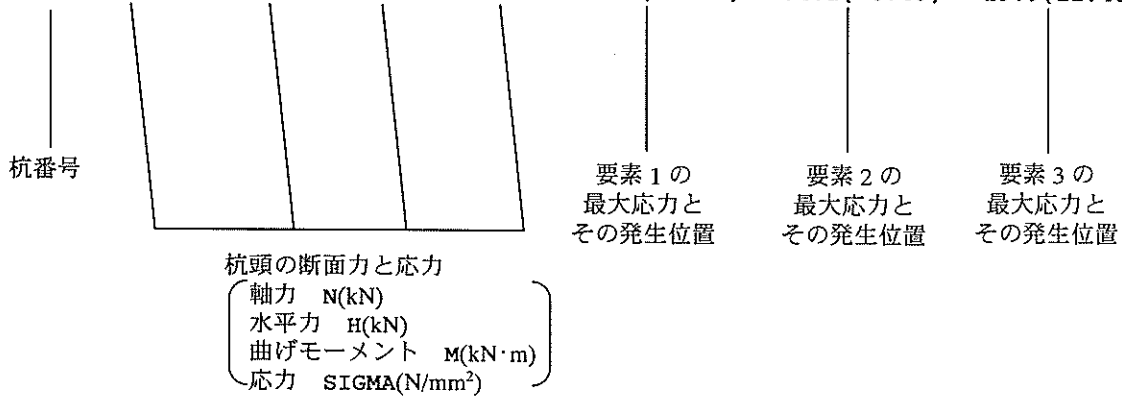 杭番号
要素1の
最大応力と
その発生位置
要素2の
最大応力と
その発生位置
要素3の
最大応力と
その発生位置
杭頭の断面力と応力
軸力 N(kN)
水平力 H(kN)
曲げモーメント M(kN·m)
応力 SIGMA(N/mm²)